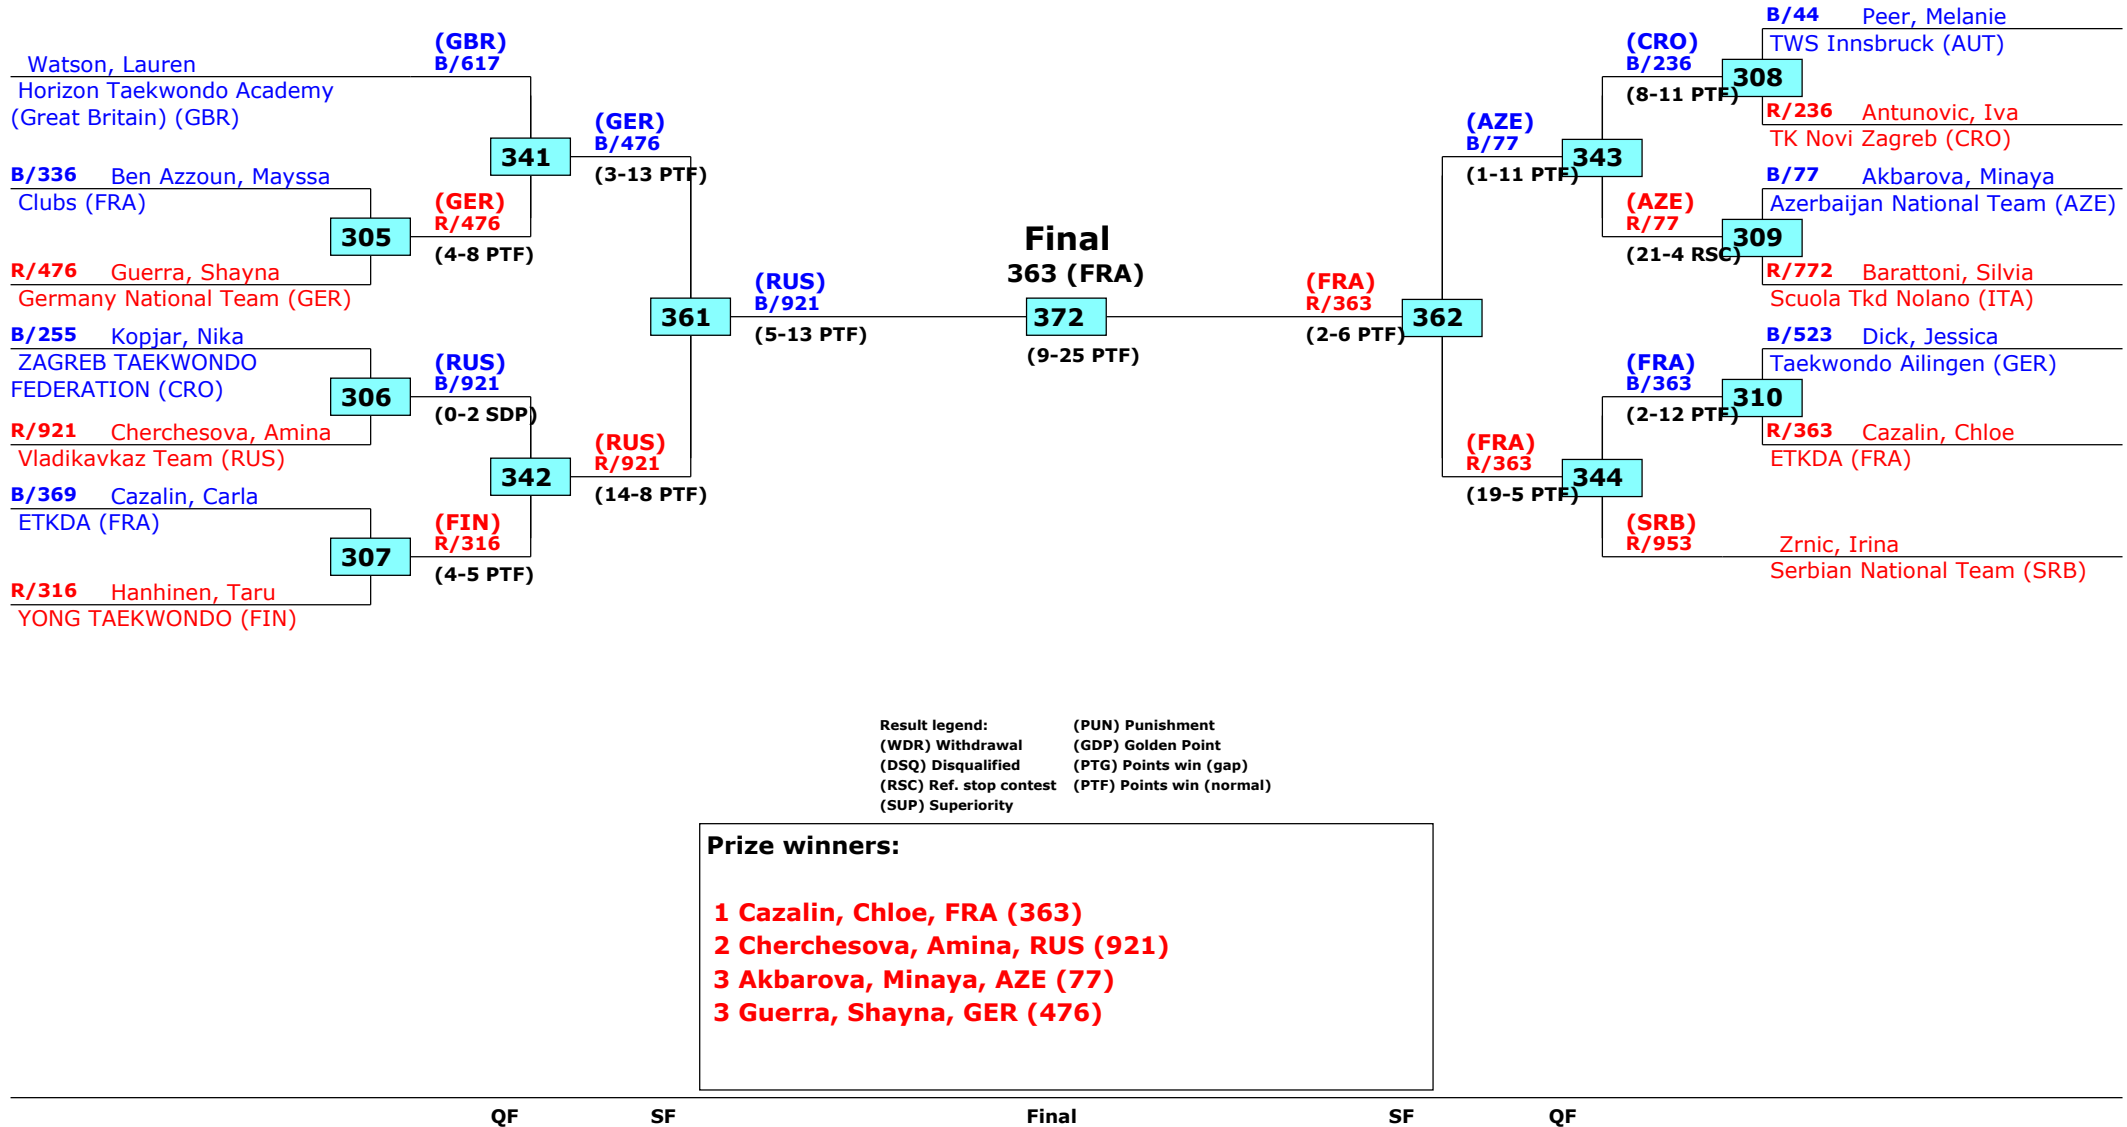 (GBR)
Watson, Lauren B/617
Horizon Taekwondo Academy
(Great Britain) (GBR)
341
(GER)
B/476
(3-13 PTF)
B/336 Ben Azzoun, Mayssa
Clubs (FRA)
305
(GER)
R/476
(4-8 PTF)
R/476 Guerra, Shayna
Germany National Team (GER)
361
(RUS)
B/921
(5-13 PTF)
B/255 Kopjar, Nika
ZAGREB TAEKWONDO
FEDERATION (CRO)
306
(RUS)
B/921
(0-2 SDP)
R/921 Cherchesova, Amina
Vladikavkaz Team (RUS)
342
(RUS)
R/921
(14-8 PTF)
B/369 Cazalin, Carla
ETKDA (FRA)
307
(FIN)
R/316
(4-5 PTF)
R/316 Hanhinen, Taru
YONG TAEKWONDO (FIN)
Final
363 (FRA)
372
(9-25 PTF)
(FRA)
R/363
(2-6 PTF)
362
(AZE)
B/77
(1-11 PTF)
343
(CRO)
B/236
(8-11 PTF)
308
B/44 Peer, Melanie
TWS Innsbruck (AUT)
R/236 Antunovic, Iva
TK Novi Zagreb (CRO)
(AZE)
R/77
(21-4 RSC)
309
B/77 Akbarova, Minaya
Azerbaijan National Team (AZE)
R/772 Barattoni, Silvia
Scuola Tkd Nolano (ITA)
(FRA)
R/363
(19-5 PTF)
344
(FRA)
B/363
(2-12 PTF)
310
B/523 Dick, Jessica
Taekwondo Ailingen (GER)
R/363 Cazalin, Chloe
ETKDA (FRA)
(SRB)
R/953 Zrnic, Irina
Serbian National Team (SRB)
Result legend: (PUN) Punishment
(WDR) Withdrawal (GDP) Golden Point
(DSQ) Disqualified (PTG) Points win (gap)
(RSC) Ref. stop contest (PTF) Points win (normal)
(SUP) Superiority
Prize winners:
1 Cazalin, Chloe, FRA (363)
2 Cherchesova, Amina, RUS (921)
3 Akbarova, Minaya, AZE (77)
3 Guerra, Shayna, GER (476)
QF SF Final SF QF